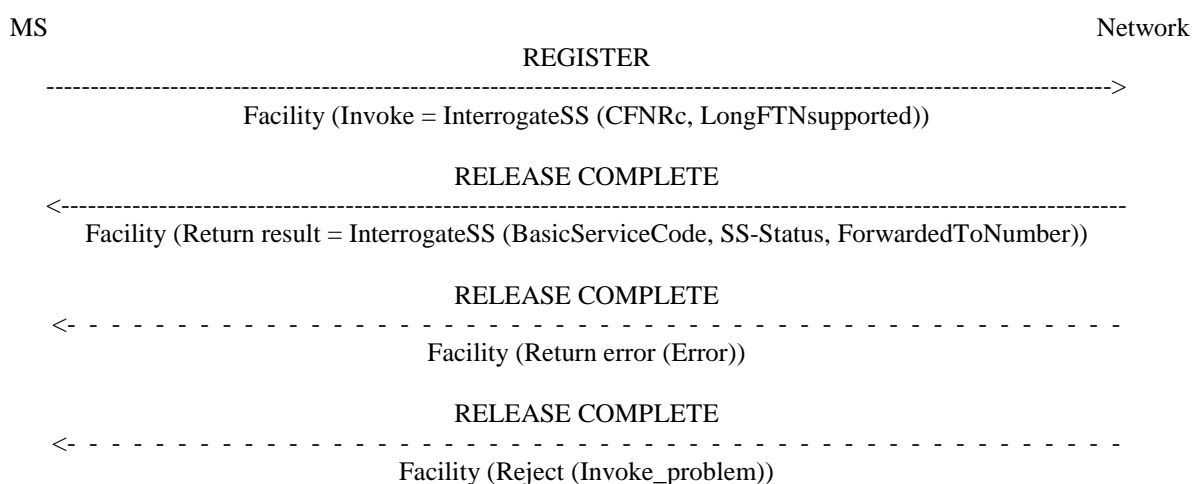 MS Network
REGISTER
------------------------------------------------------------------------------------------------------------------------>
Facility (Invoke = InterrogateSS (CFNRc, LongFTNsupported))
RELEASE COMPLETE
<------------------------------------------------------------------------------------------------------------------------
Facility (Return result = InterrogateSS (BasicServiceCode, SS-Status, ForwardedToNumber))
RELEASE COMPLETE
<- - - - - - - - - - - - - - - - - - - - - - - - - - - - - - - - - - - - - - - - - - - - - - - - -
Facility (Return error (Error))
RELEASE COMPLETE
<- - - - - - - - - - - - - - - - - - - - - - - - - - - - - - - - - - - - - - - - - - - - - - - - -
Facility (Reject (Invoke_problem))